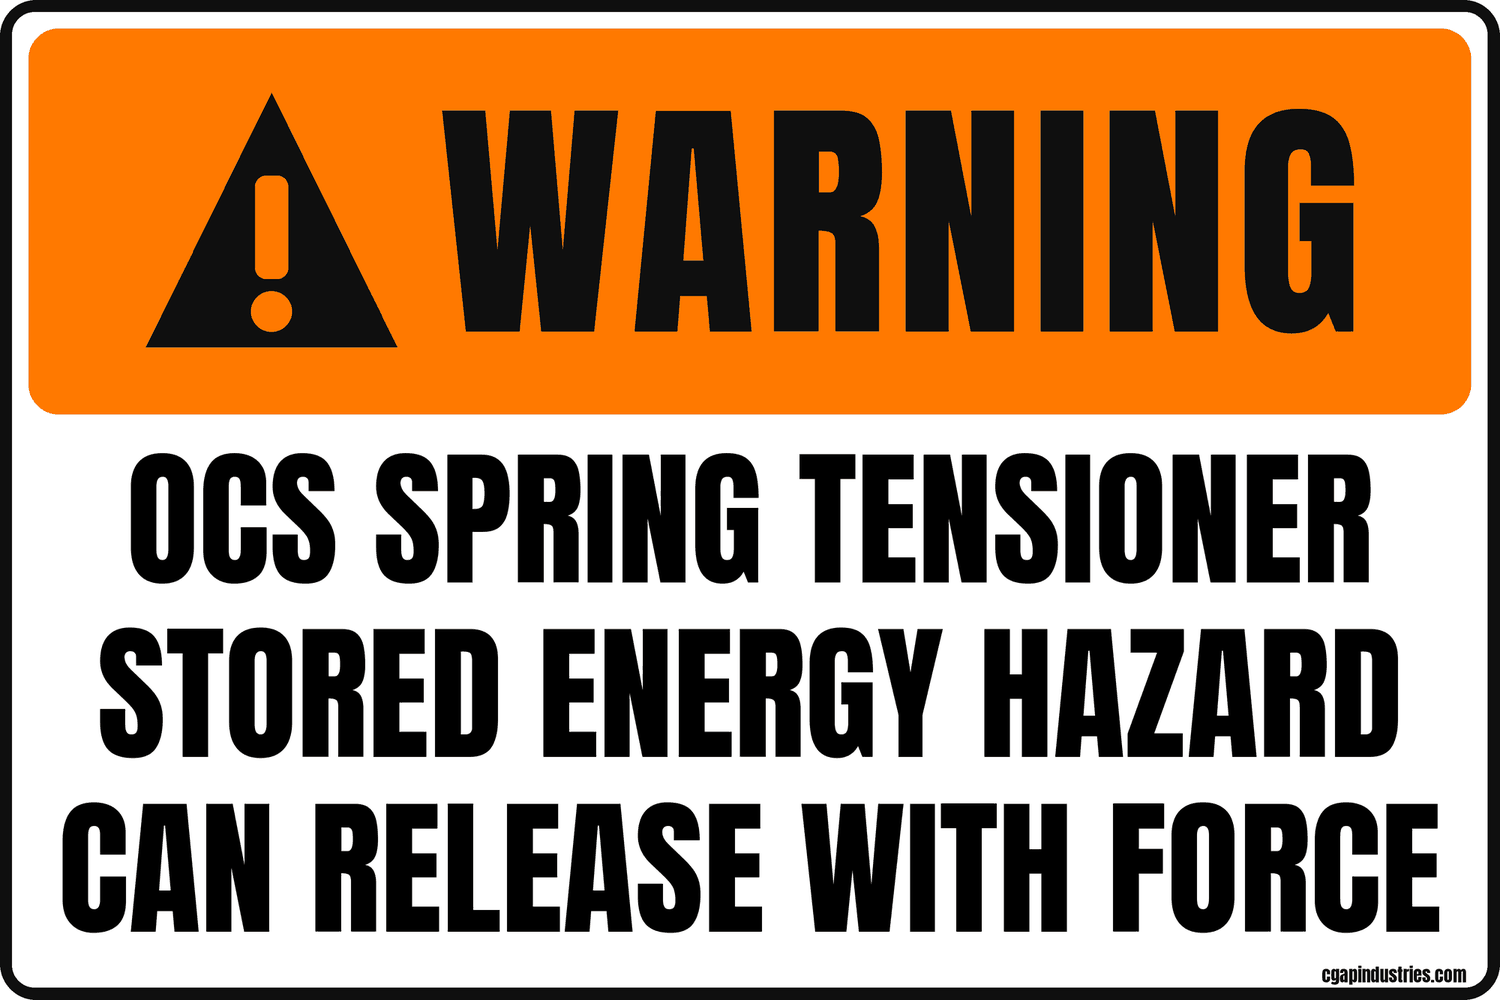 WARNING
OCS SPRING TENSIONER
STORED ENERGY HAZARD
CAN RELEASE WITH FORCE
cgapindustries.com